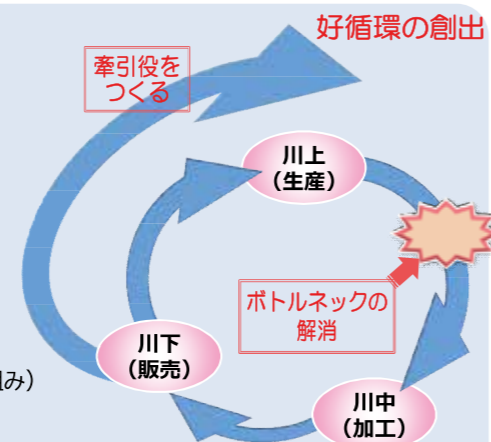 好循環の創出
牽引役を
つくる
川上
（生産）
ボトルネックの
解消
川下
（販売）
み）
川中
（加工）